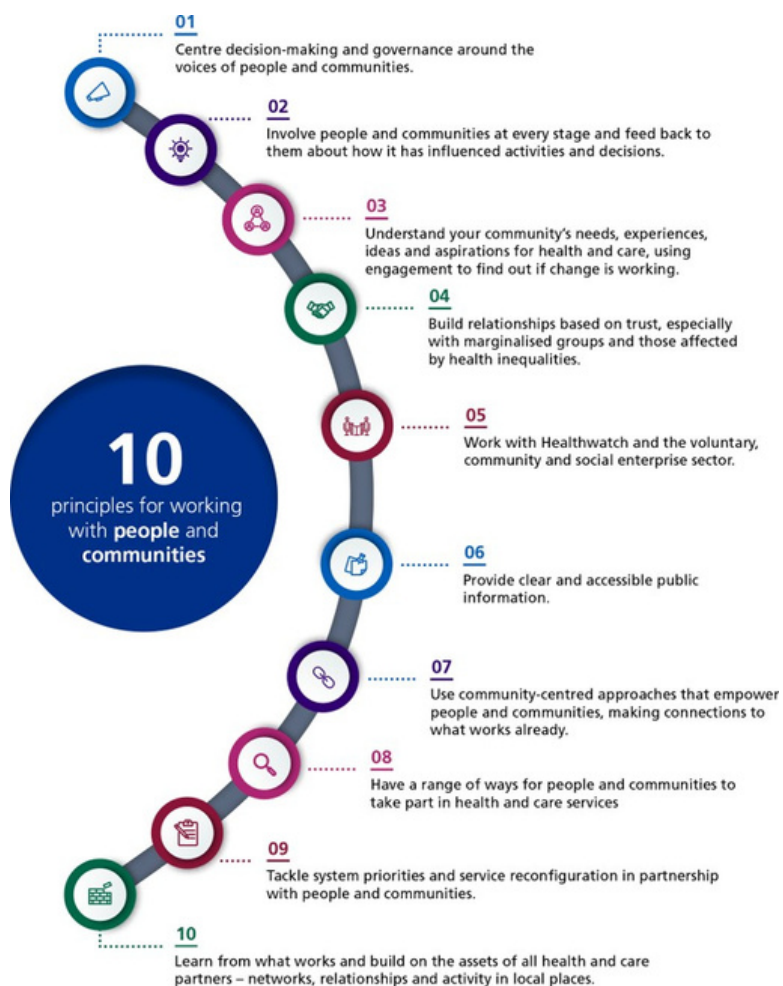 01
Centre decision-making and governance around the
voices of people and communities.
02
Involve people and communities at every stage and feed back to
them about how it has influenced activities and decisions.
03
Understand your community’s needs, experiences,
ideas and aspirations for health and care, using
engagement to find out if change is working.
04
Build relationships based on trust, especially
with marginalised groups and those affected
by health inequalities.
10
principles for working
with people and
communities
05
Work with Healthwatch and the voluntary,
community and social enterprise sector.
06
Provide clear and accessible public
information.
07
Use community-centred approaches that empower
people and communities, making connections to
what works already.
08
Have a range of ways for people and communities to
take part in health and care services
09
Tackle system priorities and service reconfiguration in partnership
with people and communities.
10
Learn from what works and build on the assets of all health and care
partners – networks, relationships and activity in local places.